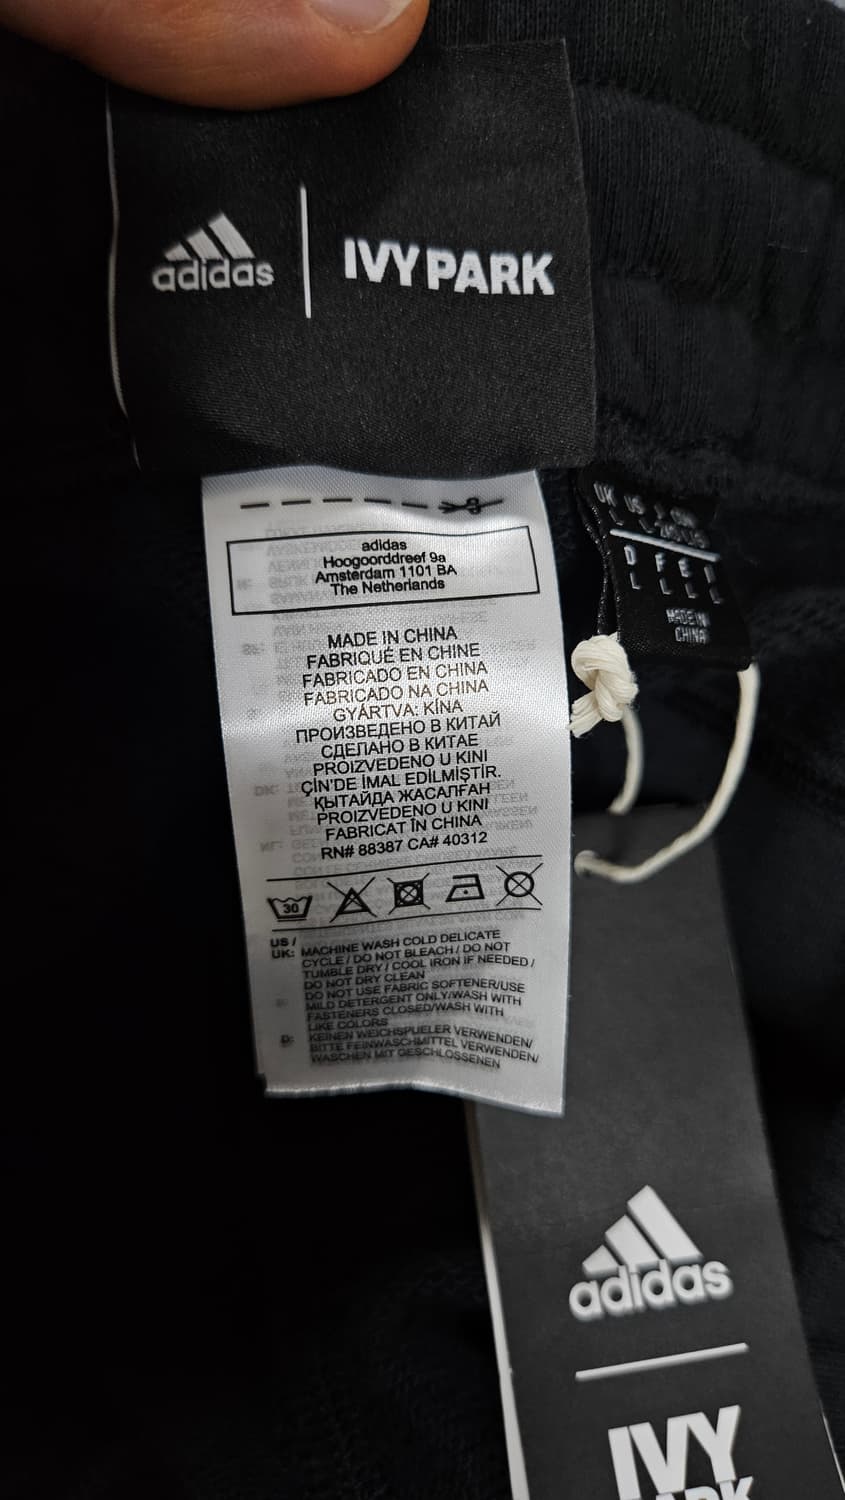 adidas
IVY PARK
adidas
Hoogoorddreef 9a
Amsterdam 1101 BA
The Netherlands
MADE IN CHINA
FABRIQUÉ EN CHINE
FABRICADO EN CHINA
FABRICADO NA CHINA
GYÁRTVA: KÍNA
ПРОИЗВЕДЕНО В КИТАЙ
СДЕЛАНО В КИТАЕ
PROIZVEDENO U KINI
ÇİN'DE İMAL EDİLMİŞTİR.
ҚЫТАЙДА ЖАСАЛҒАН
PROIZVEDENO U KINI
FABRICAT ÎN CHINA
RN# 88387 CA# 40312
30
US /
UK: MACHINE WASH COLD DELICATE
CYCLE / DO NOT BLEACH / DO NOT
TUMBLE DRY / COOL IRON IF NEEDED /
DO NOT DRY CLEAN
DO NOT USE FABRIC SOFTENER/USE
MILD DETERGENT ONLY/WASH WITH
FASTENERS CLOSED/WASH WITH
LIKE COLORS
D: KEINEN WEICHSPUELER VERWENDEN/
BITTE FEINWASCHMITTEL VERWENDEN/
WASCHEN MIT GESCHLOSSENEN
UK US J CN
L L
D F E I
L L L L
MADE IN
CHINA
adidas
IVY
PARK